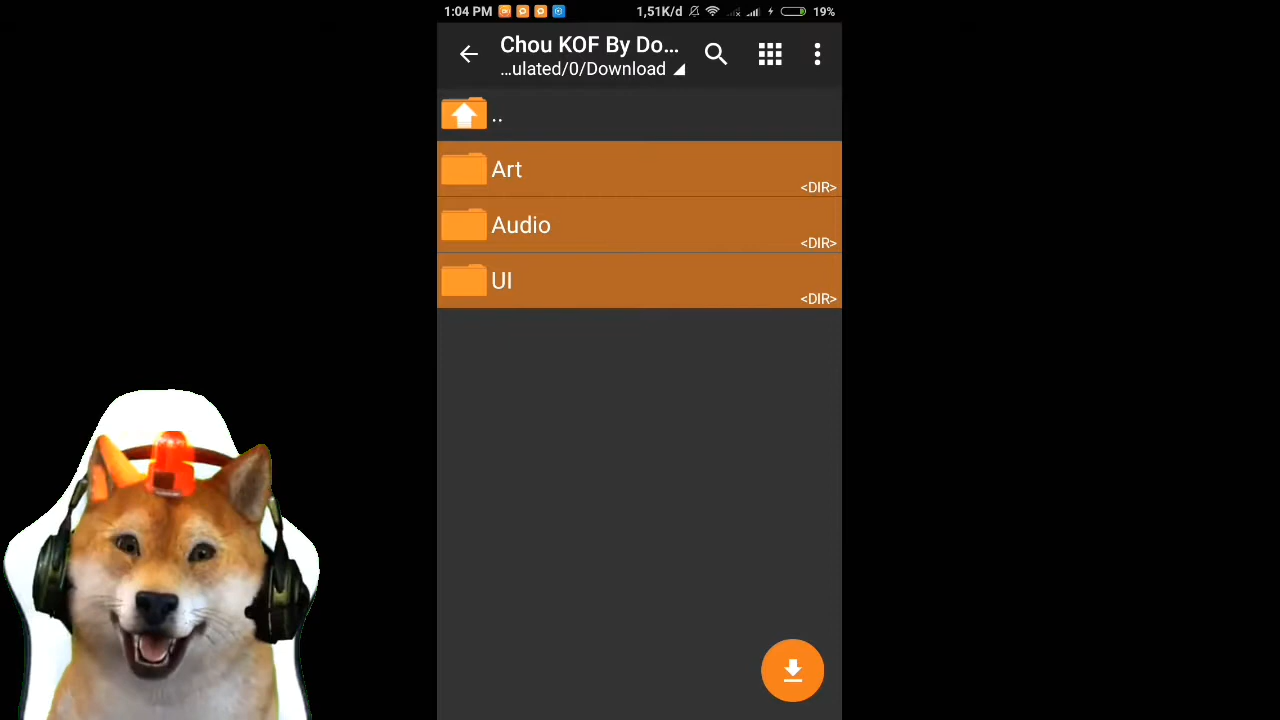 1:04 PM 1,51K/d 19%
Chou KOF By Do...
...ulated/0/Download
..
Art
<DIR>
Audio
<DIR>
UI
<DIR>